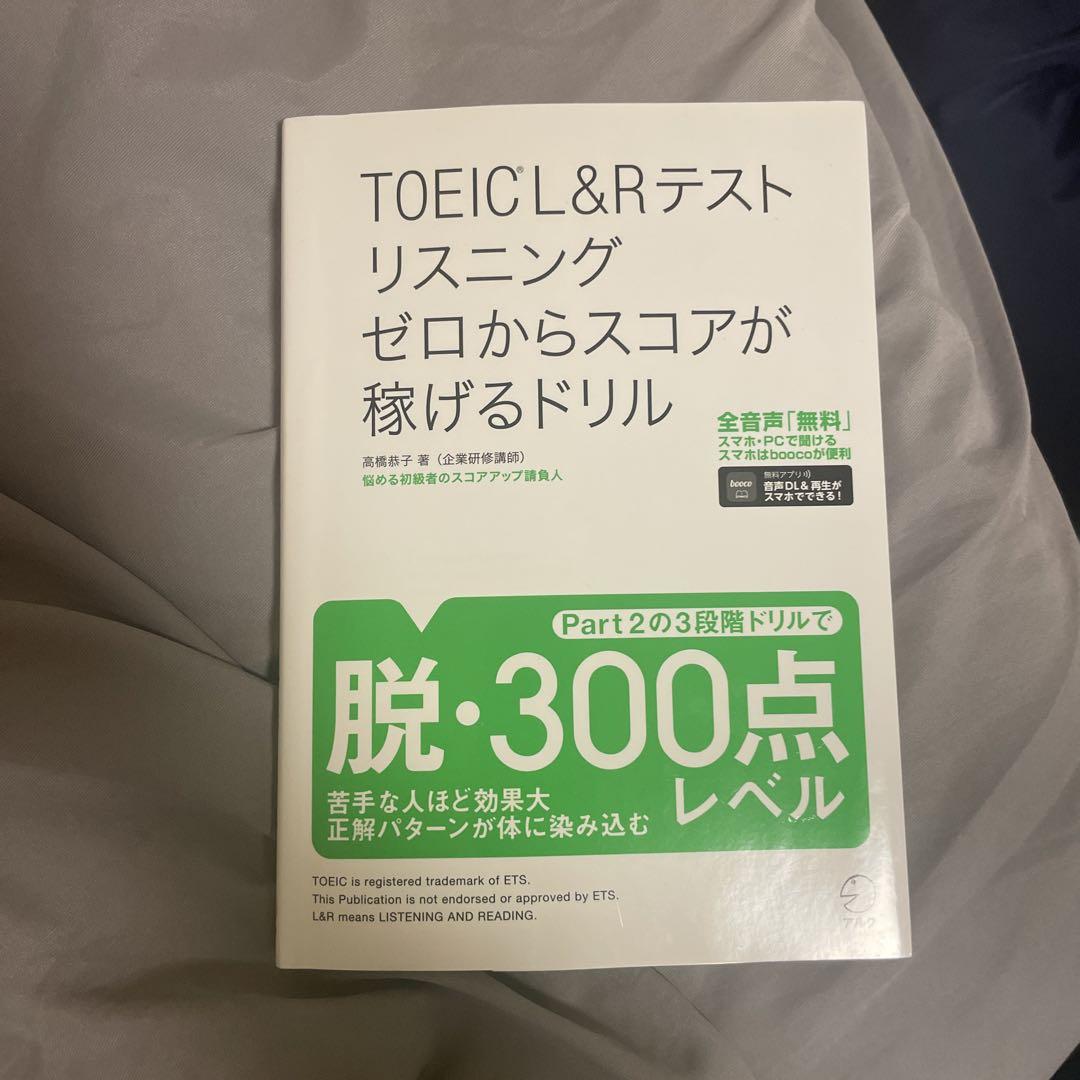 TOEIC® L&Rテスト
リスニング
ゼロからスコアが
稼げるドリル
高橋恭子 著（企業研修講師）
悩める初級者のスコアアップ請負人
全音声「無料」
スマホ・PCで聞ける
スマホはboocoが便利
booco
無料アプリ
音声DL&再生が
スマホでできる！
Part 2の3段階ドリルで
脱・300点
レベル
苦手な人ほど効果大
正解パターンが体に染み込む
TOEIC is registered trademark of ETS.
This Publication is not endorsed or approved by ETS.
L&R means LISTENING AND READING.
アルク